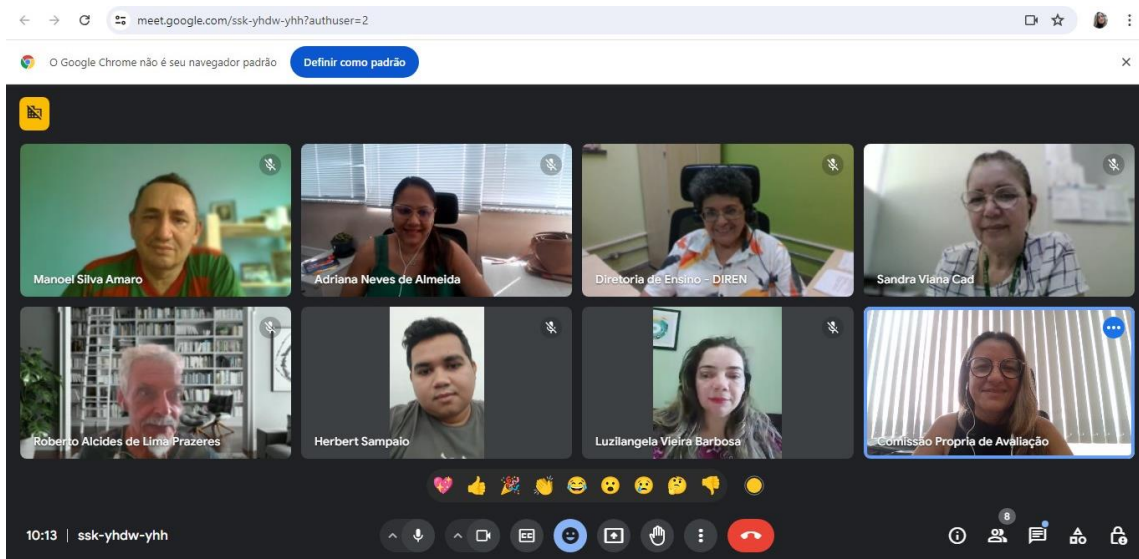 meet.google.com/ssk-yhdw-yhh?authuser=2
O Google Chrome não é seu navegador padrão
Definir como padrão
Manoel Silva Amaro
Adriana Neves de Almeida
Diretoria de Ensino - DIREN
Sandra Viana Cad
Roberto Alcides de Lima Prazeres
Herbert Sampaio
Luzilangela Vieira Barbosa
Comissão Propria de Avaliação
10:13 | ssk-yhdw-yhh
CC
8